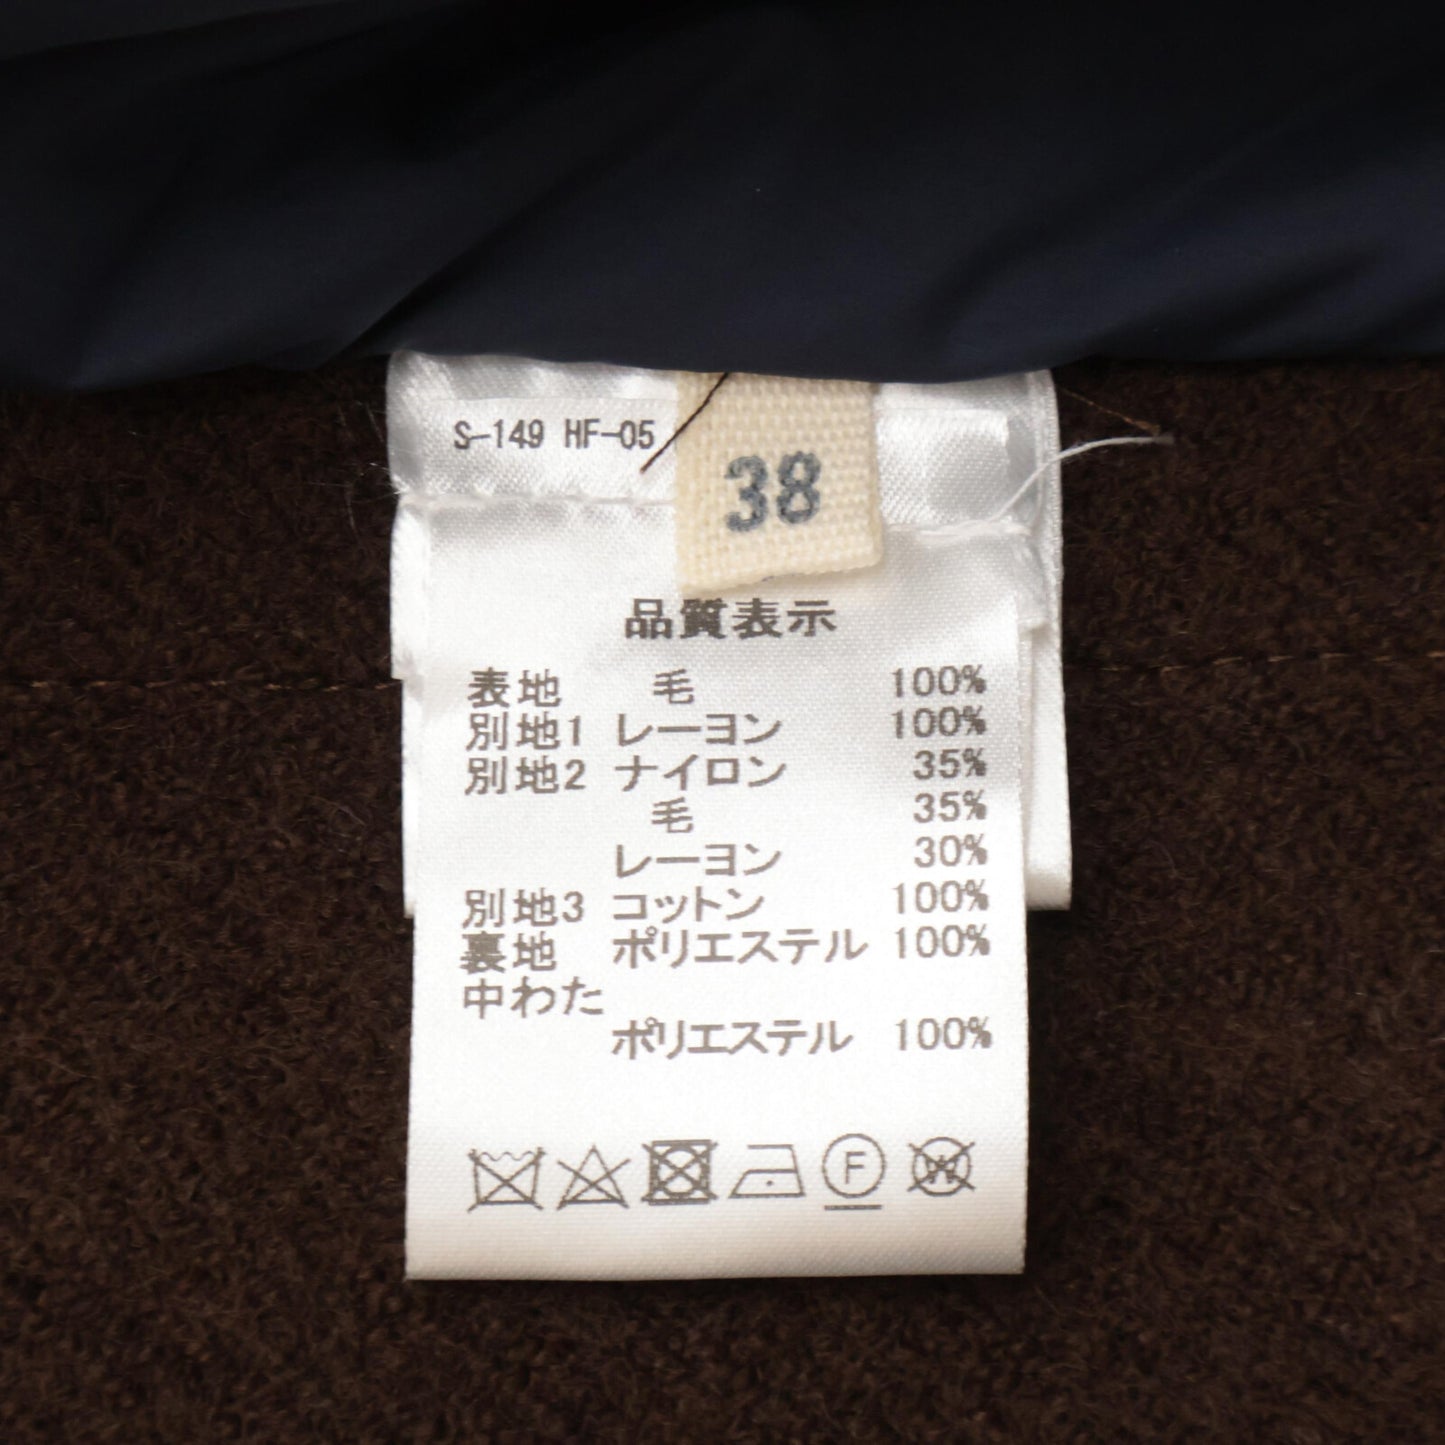 S-149 HF-05
38
品質表示
表地 毛 100%
別地1 レーヨン 100%
別地2 ナイロン 35%
毛 35%
レーヨン 30%
別地3 コットン 100%
裏地 ポリエステル 100%
中わた
ポリエステル 100%
F W